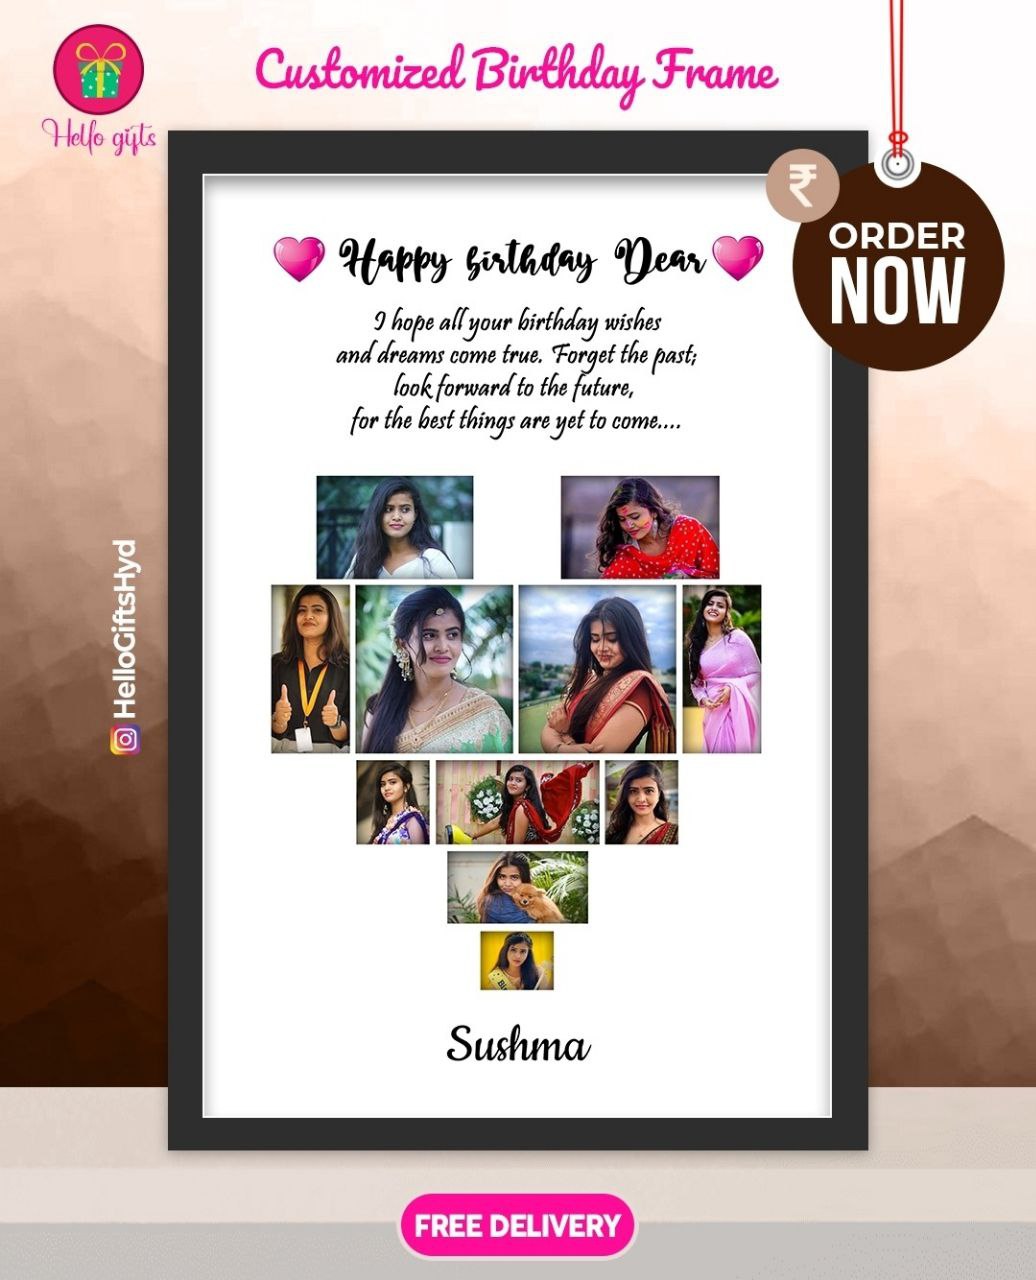 Hello gifts
Customized Birthday Frame
₹
ORDER
NOW
Happy birthday Dear
I hope all your birthday wishes
and dreams come true. Forget the past;
look forward to the future,
for the best things are yet to come....
HelloGiftsHyd
Sushma
FREE DELIVERY